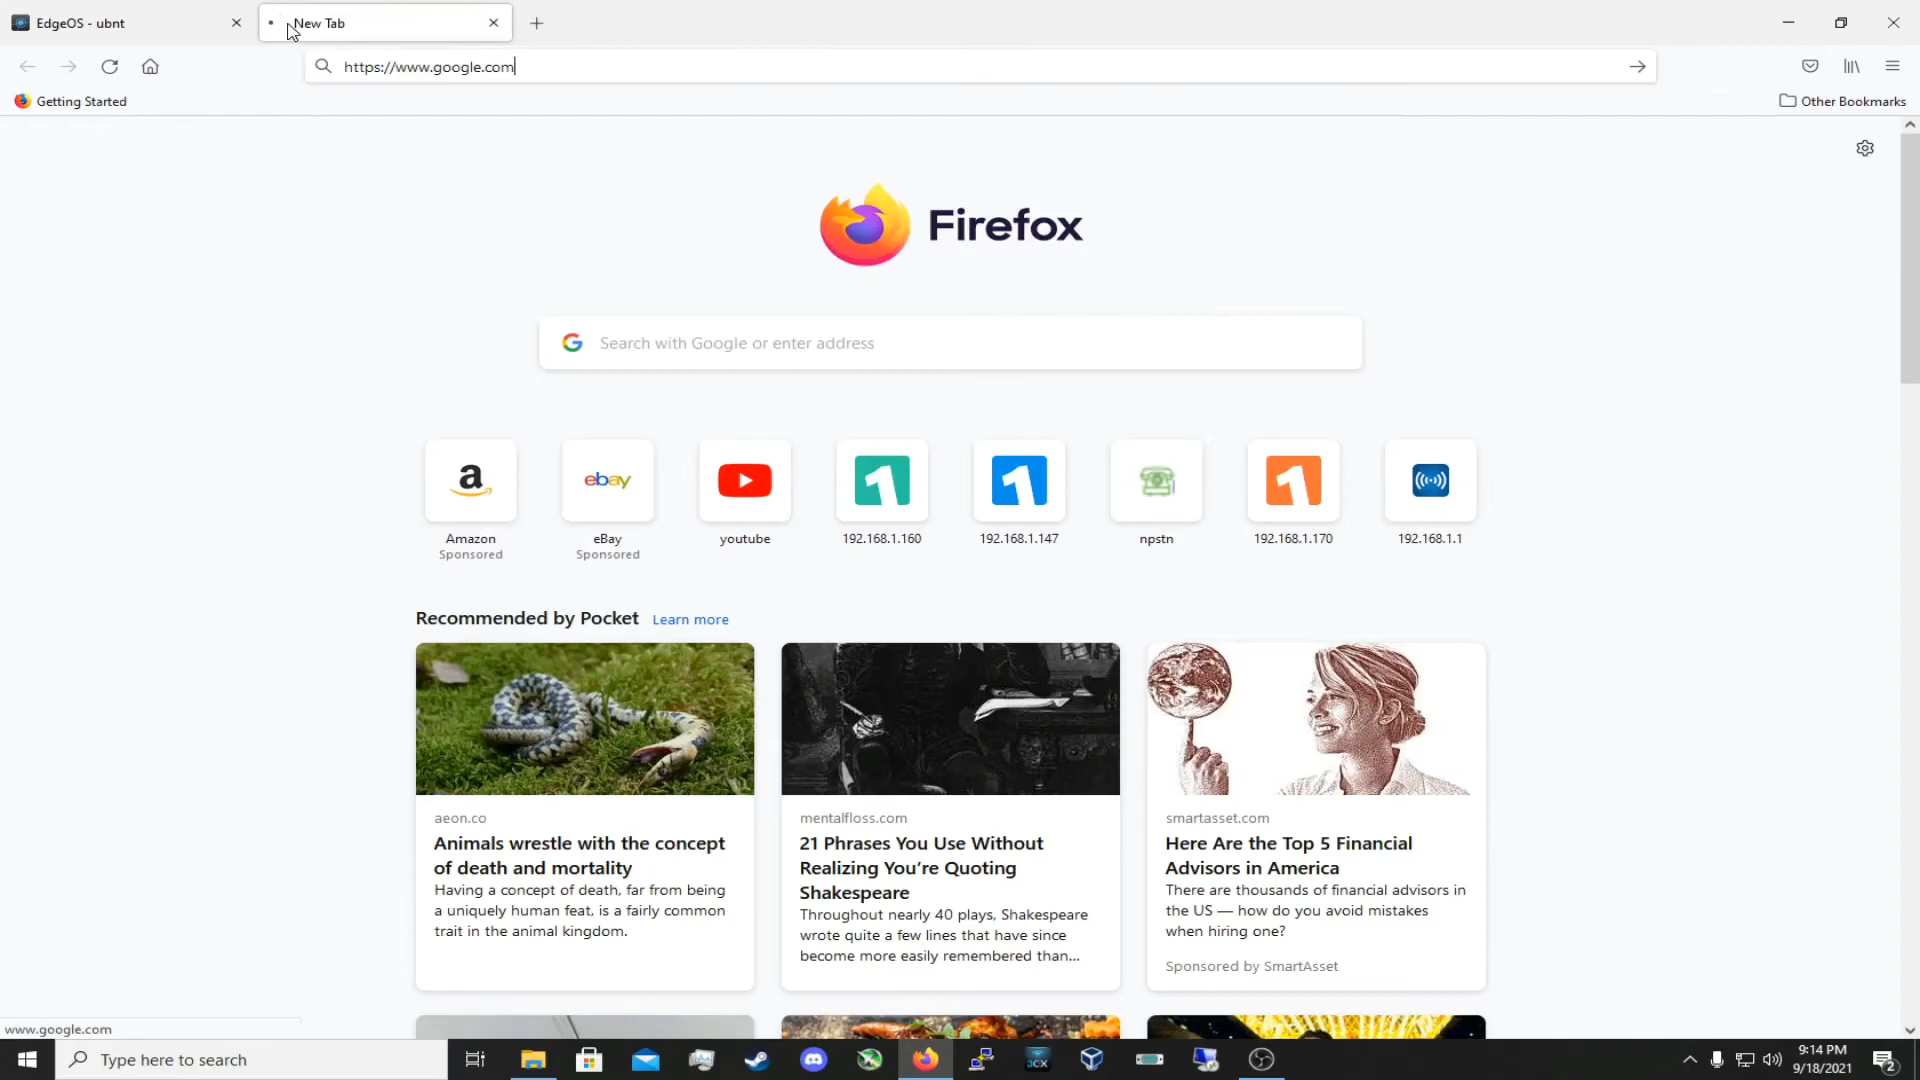 EdgeOS - ubnt
New Tab
https://www.google.com
Getting Started
Other Bookmarks
Firefox
Search with Google or enter address
a
ebay
Amazon
Sponsored
eBay
Sponsored
youtube
192.168.1.160
192.168.1.147
npstn
192.168.1.170
192.168.1.1
Recommended by Pocket Learn more
aeon.co
Animals wrestle with the concept
of death and mortality
Having a concept of death, far from being
a uniquely human feat, is a fairly common
trait in the animal kingdom.
mentalfloss.com
21 Phrases You Use Without
Realizing You’re Quoting
Shakespeare
Throughout nearly 40 plays, Shakespeare
wrote quite a few lines that have since
become more easily remembered than...
smartasset.com
Here Are the Top 5 Financial
Advisors in America
There are thousands of financial advisors in
the US — how do you avoid mistakes
when hiring one?
Sponsored by SmartAsset
www.google.com
Type here to search
3CX
9:14 PM
9/18/2021
2